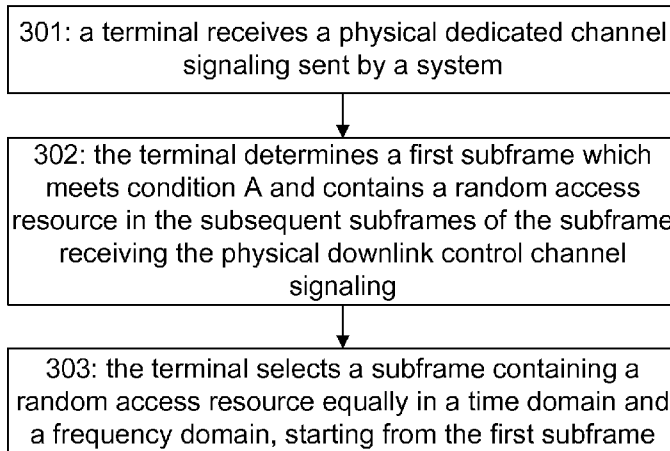 301: a terminal receives a physical dedicated channel
signaling sent by a system
302: the terminal determines a first subframe which
meets condition A and contains a random access
resource in the subsequent subframes of the subframe
receiving the physical downlink control channel
signaling
303: the terminal selects a subframe containing a
random access resource equally in a time domain and
a frequency domain, starting from the first subframe